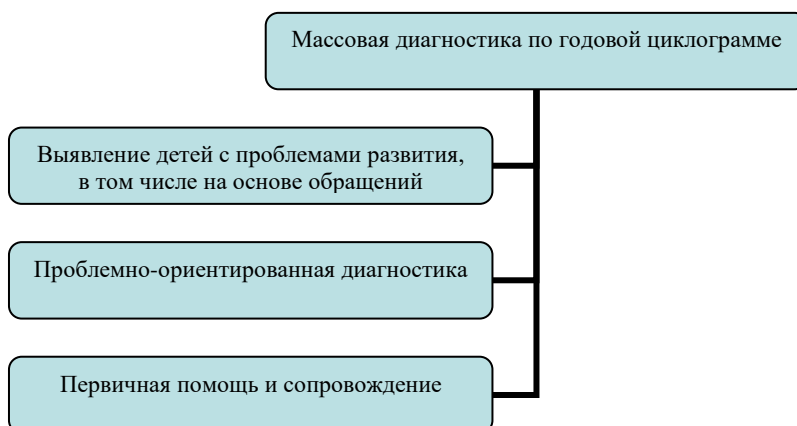 Массовая диагностика по годовой циклограмме
Выявление детей с проблемами развития,
в том числе на основе обращений
Проблемно-ориентированная диагностика
Первичная помощь и сопровождение